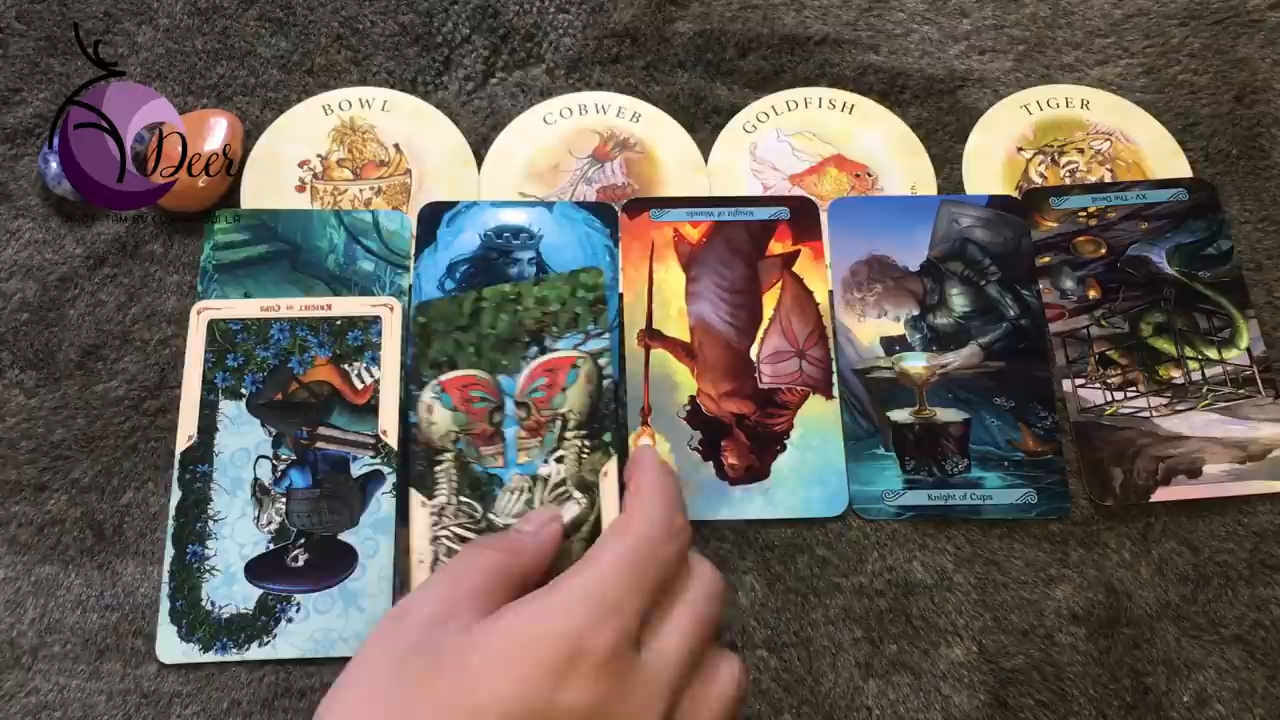 BOWL
COBWEB
GOLDFISH
TIGER
Deer
Knight of Wands
XV - The Devil
KNIGHT OF CUPS
Knight of Cups